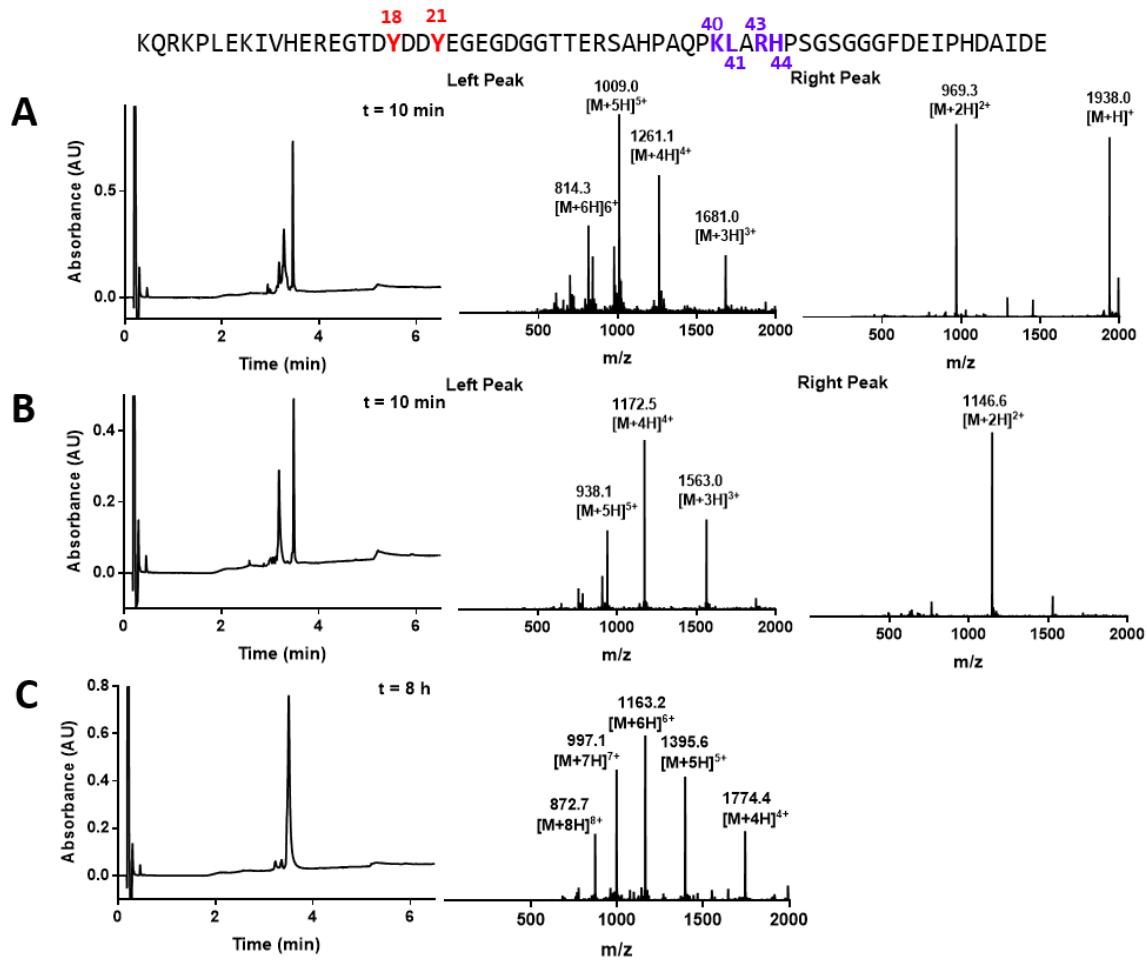 18 21 40 43
KQRKPLEKIVHEREGTDYDDYEGEGDGGTTERSAHPAQPKLARHPSGSGGGFDEIPHDAIDE
41 44
A
t = 10 min
Absorbance (AU)
0.5
0.0
0 2 4 6
Time (min)
Left Peak
1009.0
[M+5H]5+
1261.1
[M+4H]4+
814.3
[M+6H]6+
1681.0
[M+3H]3+
500 1000 1500 2000
m/z
Right Peak
969.3
[M+2H]2+
1938.0
[M+H]+
500 1000 1500 2000
m/z
B
t = 10 min
Absorbance (AU)
0.4
0.2
0.0
0 2 4 6
Time (min)
Left Peak
1172.5
[M+4H]4+
938.1
[M+5H]5+
1563.0
[M+3H]3+
500 1000 1500 2000
m/z
Right Peak
1146.6
[M+2H]2+
500 1000 1500 2000
m/z
C
t = 8 h
Absorbance (AU)
0.8
0.6
0.4
0.2
0.0
0 2 4 6
Time (min)
1163.2
[M+6H]6+
997.1
[M+7H]7+
1395.6
[M+5H]5+
872.7
[M+8H]8+
1774.4
[M+4H]4+
500 1000 1500 2000
m/z